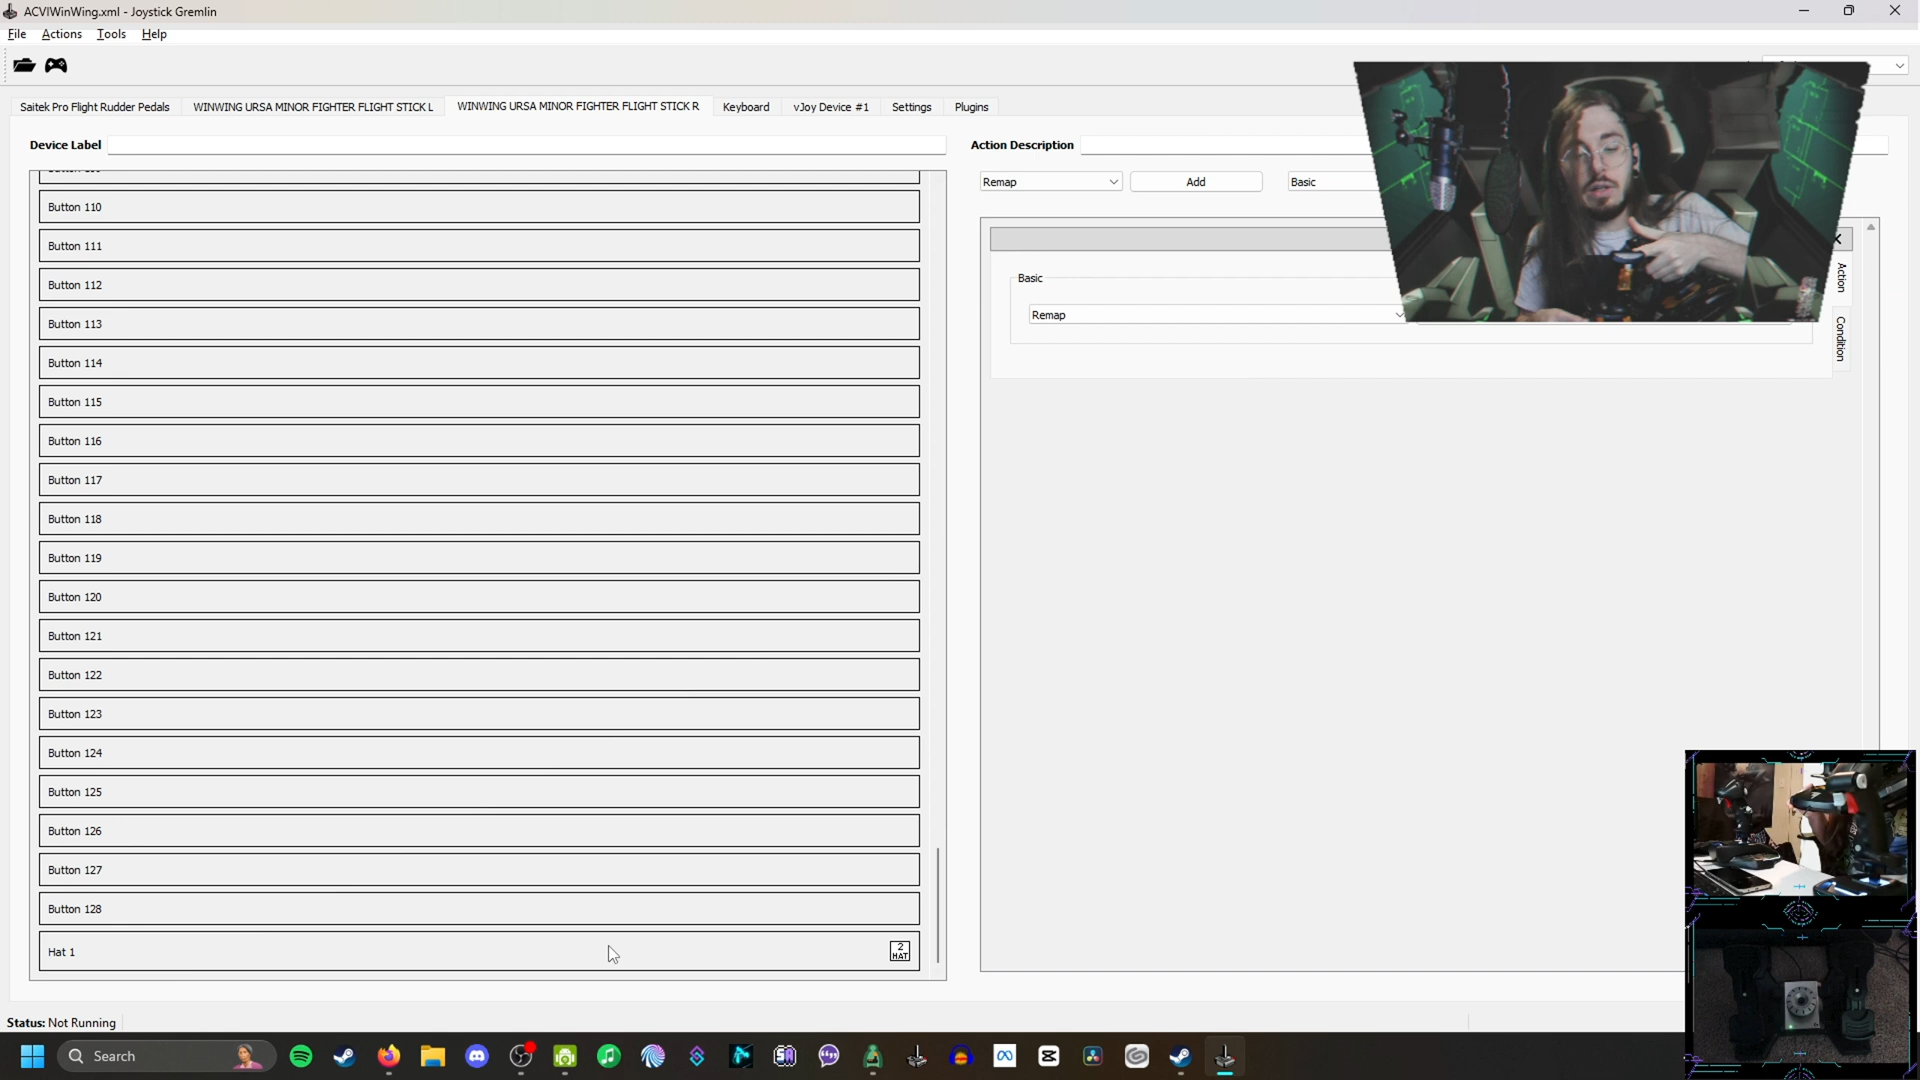 ACVIWinWing.xml - Joystick Gremlin
File Actions Tools Help
Saitek Pro Flight Rudder Pedals WINWING URSA MINOR FIGHTER FLIGHT STICK L WINWING URSA MINOR FIGHTER FLIGHT STICK R Keyboard vJoy Device #1 Settings Plugins
Device Label
Action Description
Remap Add Basic
Button 110
Button 111
Button 112
Button 113
Button 114
Button 115
Button 116
Button 117
Button 118
Button 119
Button 120
Button 121
Button 122
Button 123
Button 124
Button 125
Button 126
Button 127
Button 128
Hat 1
2
HAT
Basic
Remap
Action
Condition
Status: Not Running
Search